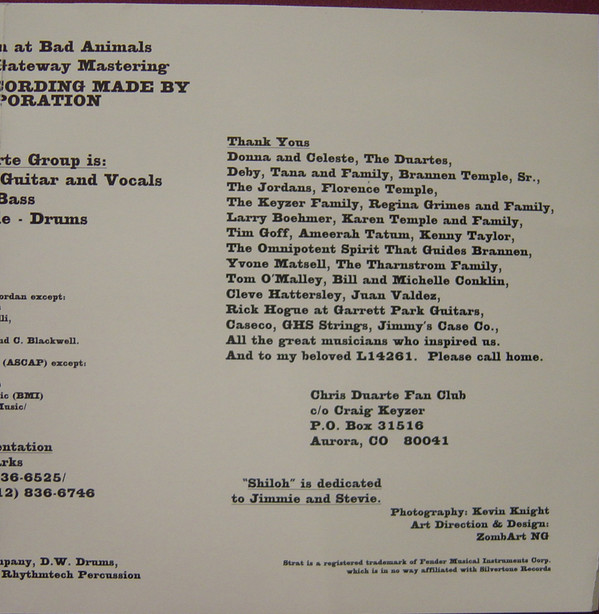 at Bad Animals
Gateway Mastering
CORDING MADE BY
PORATION
rte Group is:
Guitar and Vocals
Bass
e - Drums
ordan except:
lli,
nd C. Blackwell.
(ASCAP) except:
ic (BMI)
Music/
entation
arks
36-6525/
12) 836-6746
mpany, D.W. Drums,
Rhythmtech Percussion
Thank Yous
Donna and Celeste, The Duartes,
Deby, Tana and Family, Brannen Temple, Sr.,
The Jordans, Florence Temple,
The Keyzer Family, Regina Grimes and Family,
Larry Boehmer, Karen Temple and Family,
Tim Goff, Ameerah Tatum, Kenny Taylor,
The Omnipotent Spirit That Guides Brannen,
Yvone Matsell, The Tharnstrom Family,
Tom O'Malley, Bill and Michelle Conklin,
Cleve Hattersley, Juan Valdez,
Rick Hogue at Garrett Park Guitars,
Caseco, GHS Strings, Jimmy's Case Co.,
All the great musicians who inspired us.
And to my beloved L14261. Please call home.
Chris Duarte Fan Club
c/o Craig Keyzer
P.O. Box 31516
Aurora, CO 80041
"Shiloh" is dedicated
to Jimmie and Stevie.
Photography: Kevin Knight
Art Direction & Design:
ZombArt NG
Strat is a registered trademark of Fender Musical Instruments Corp.
which is in no way affiliated with Silvertone Records